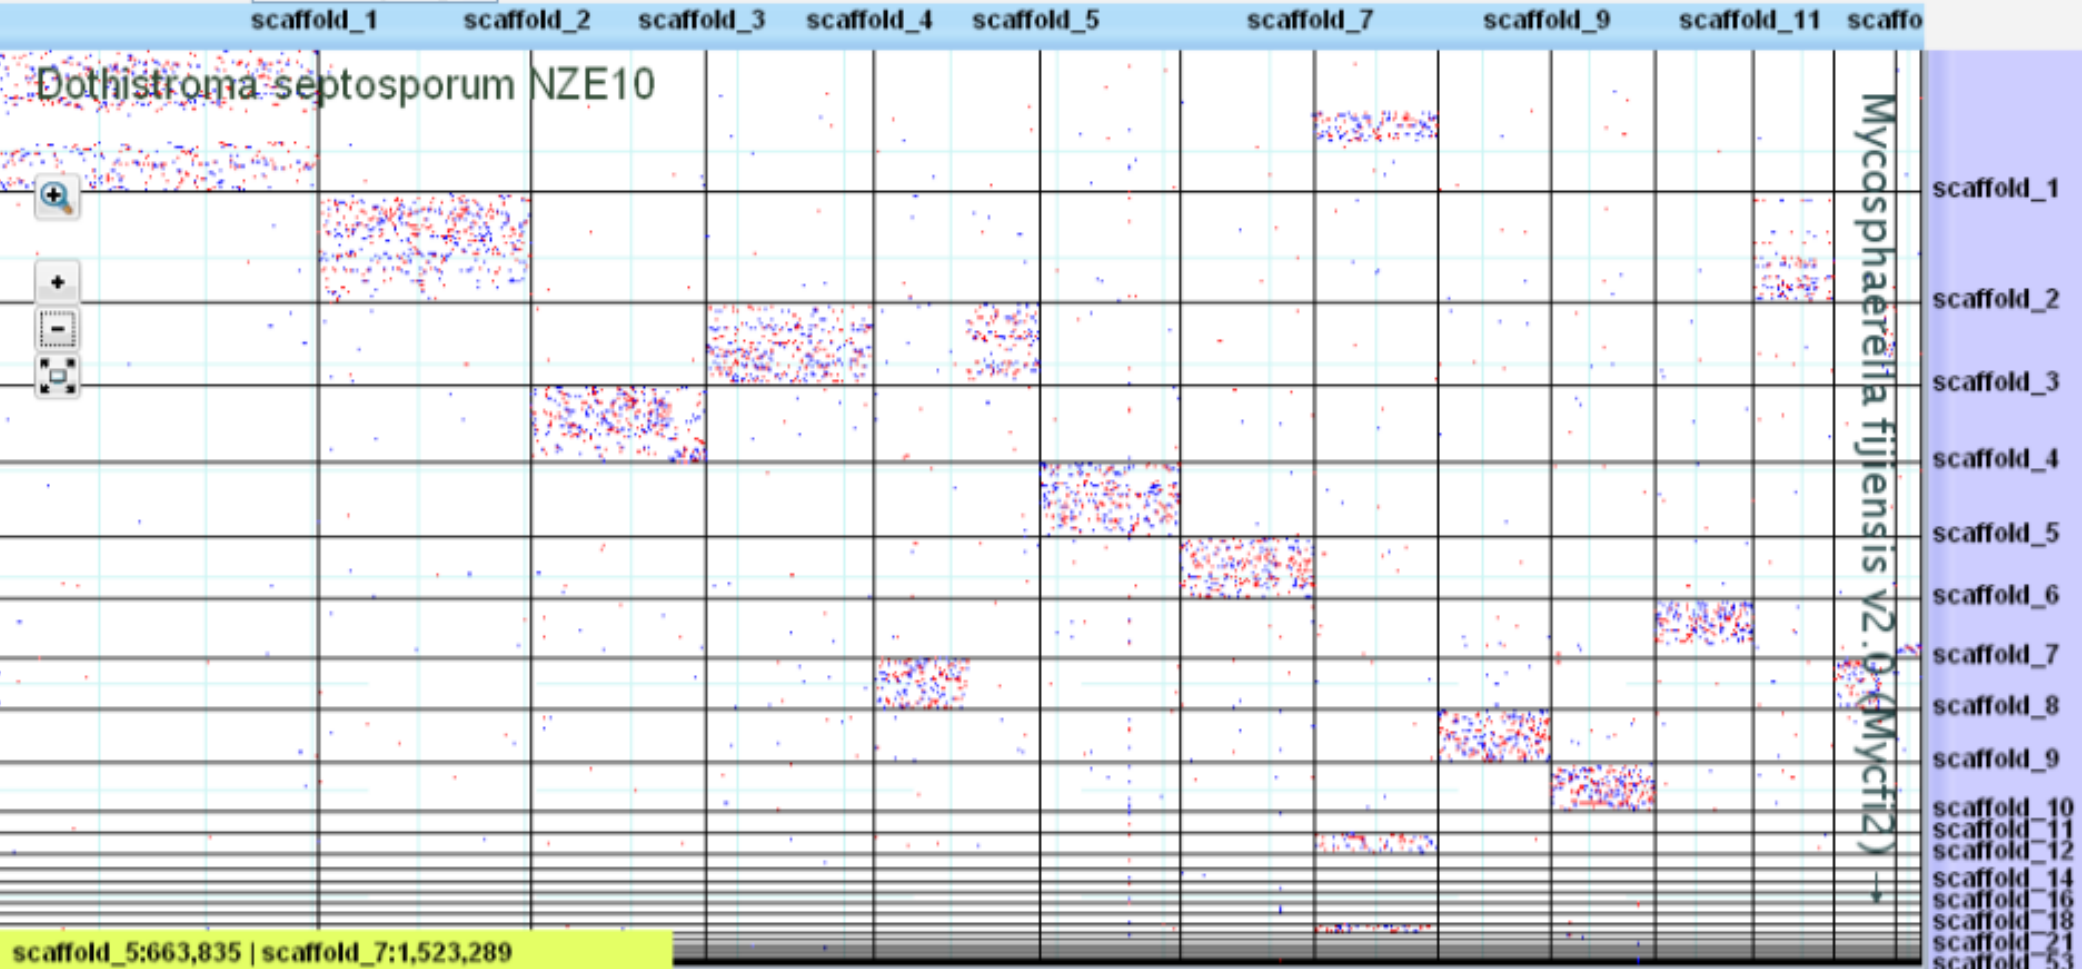 scaffold_1 scaffold_2 scaffold_3 scaffold_4 scaffold_5 scaffold_7 scaffold_9 scaffold_11 scaffo
Dothistroma septosporum NZE10
Mycosphaerella fijiensis v2.0 (Mycfi2) →
scaffold_1
scaffold_2
scaffold_3
scaffold_4
scaffold_5
scaffold_6
scaffold_7
scaffold_8
scaffold_9
scaffold_10
scaffold_11
scaffold_12
scaffold_14
scaffold_16
scaffold_18
scaffold_21
scaffold_53
scaffold_5:663,835 | scaffold_7:1,523,289